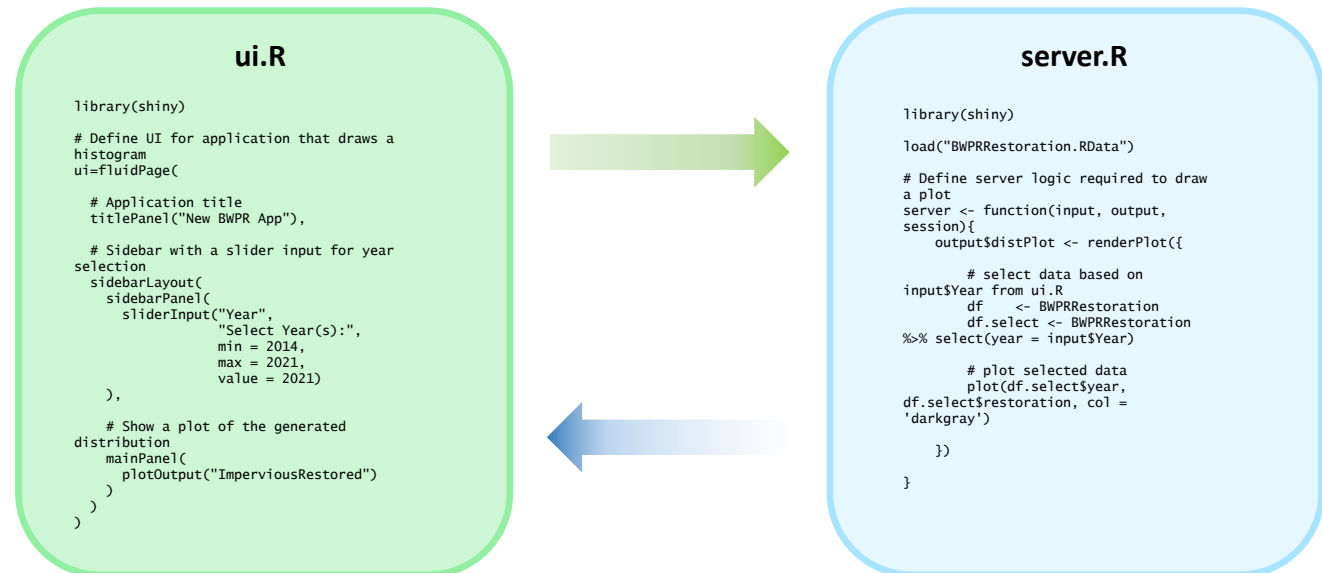 ui.R
library(shiny)
# Define UI for application that draws a
histogram
ui=fluidPage(
  # Application title
  titlePanel("New BWPR App"),
  # Sidebar with a slider input for year
selection
  sidebarLayout(
    sidebarPanel(
      sliderInput("Year",
                  "Select Year(s):",
                  min = 2014,
                  max = 2021,
                  value = 2021)
    ),
    # Show a plot of the generated
distribution
    mainPanel(
      plotOutput("ImperviousRestored")
    )
  )
)
server.R
library(shiny)
load("BWPRRestoration.RData")
# Define server logic required to draw
a plot
server <- function(input, output,
session){
    output$distPlot <- renderPlot({
        # select data based on
input$Year from ui.R
        df    <- BWPRRestoration
        df.select <- BWPRRestoration
%>% select(year = input$Year)
        # plot selected data
        plot(df.select$year,
df.select$restoration, col =
'darkgray')
    })
}